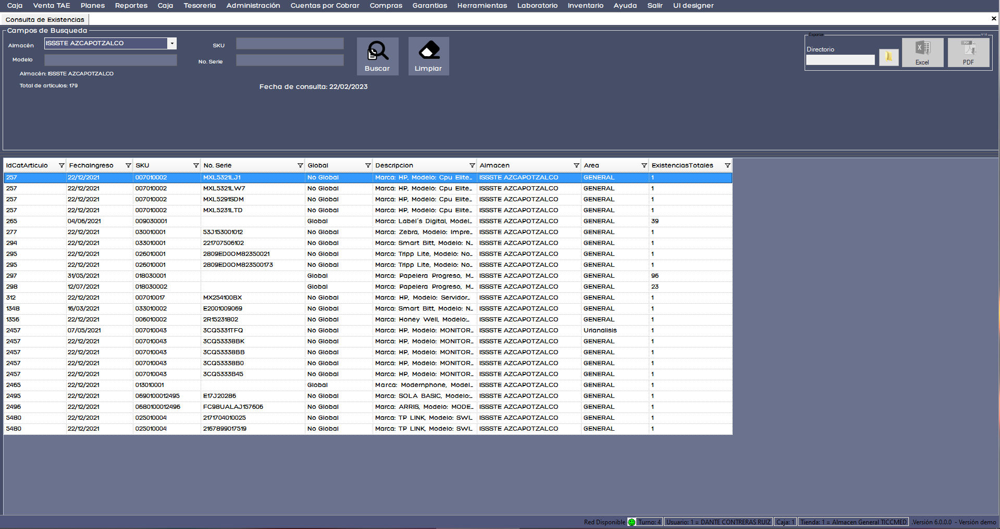 Caja Venta TAE Planes Reportes Caja Tesoreria Administración Cuentas por Cobrar Compras Garantias Herramientas Laboratorio Inventario Ayuda Salir UI designer
Consulta de Existencias
Campos de Busqueda
Almacén ISSSTE AZCAPOTZALCO SKU
Modelo No. Serie
Buscar Limpiar
Almacén: ISSSTE AZCAPOTZALCO
Total de articulos: 179
Fecha de consulta: 22/02/2023
Exportar V1.0
Directorio
Excel PDF
IdCatArticulo FechaIngreso SKU No. Serie Global Descripcion Almacen Area ExistenciasTotales
257 22/12/2021 007010002 MXL5321LJ1 No Global Marca: HP, Modelo: Cpu Elite... ISSSTE AZCAPOTZALCO GENERAL 1
257 22/12/2021 007010002 MXL5321LW7 No Global Marca: HP, Modelo: Cpu Elite... ISSSTE AZCAPOTZALCO GENERAL 1
257 22/12/2021 007010002 MXL5291SDM No Global Marca: HP, Modelo: Cpu Elite... ISSSTE AZCAPOTZALCO GENERAL 1
257 22/12/2021 007010002 MXL5231LTD No Global Marca: HP, Modelo: Cpu Elite... ISSSTE AZCAPOTZALCO GENERAL 1
265 04/06/2021 009030001 Global Marca: Label´s Digital, Model... ISSSTE AZCAPOTZALCO GENERAL 39
277 22/12/2021 030010001 53J153001012 No Global Marca: Zebra, Modelo: Impre... ISSSTE AZCAPOTZALCO GENERAL 1
294 22/12/2021 033010001 221707506102 No Global Marca: Smart Bitt, Modelo: N... ISSSTE AZCAPOTZALCO GENERAL 1
295 22/12/2021 026010001 2809ED0OM82350021 No Global Marca: Tripp Lite, Modelo: No... ISSSTE AZCAPOTZALCO GENERAL 1
295 22/12/2021 026010001 2809ED0OM823500173 No Global Marca: Tripp Lite, Modelo: No... ISSSTE AZCAPOTZALCO GENERAL 1
297 31/05/2021 018030001 Global Marca: Papelera Progreso, M... ISSSTE AZCAPOTZALCO GENERAL 96
298 12/07/2021 018030002 Global Marca: Papelera Progreso, M... ISSSTE AZCAPOTZALCO GENERAL 23
312 22/12/2021 007010017 MX254100BX No Global Marca: HP, Modelo: Servidor... ISSSTE AZCAPOTZALCO GENERAL 1
1348 16/03/2021 033010002 E2001009069 No Global Marca: Smart Bitt, Modelo: N... ISSSTE AZCAPOTZALCO GENERAL 1
1356 22/12/2021 006010002 2R15231802 No Global Marca: Honey Well, Modelo:... ISSSTE AZCAPOTZALCO GENERAL 1
2457 07/05/2021 007010043 3CQ5331TFQ No Global Marca: HP, Modelo: MONITOR... ISSSTE AZCAPOTZALCO Urianalisis 1
2457 22/12/2021 007010043 3CQ53338BK No Global Marca: HP, Modelo: MONITOR... ISSSTE AZCAPOTZALCO GENERAL 1
2457 22/12/2021 007010043 3CQ53338BB No Global Marca: HP, Modelo: MONITOR... ISSSTE AZCAPOTZALCO GENERAL 1
2457 22/12/2021 007010043 3CQ53338B0 No Global Marca: HP, Modelo: MONITOR... ISSSTE AZCAPOTZALCO GENERAL 1
2457 22/12/2021 007010043 3CQ5333B45 No Global Marca: HP, Modelo: MONITOR... ISSSTE AZCAPOTZALCO GENERAL 1
2465 22/12/2021 013010001 Global Marca: Modernphone, Model... ISSSTE AZCAPOTZALCO GENERAL 1
2495 22/12/2021 0690100012495 E17J20286 No Global Marca: SOLA BASIC, Modelo:... ISSSTE AZCAPOTZALCO GENERAL 1
2496 22/12/2021 0680100012496 FC98UALAJ157606 No Global Marca: ARRIS, Modelo: MODE... ISSSTE AZCAPOTZALCO GENERAL 1
5480 22/12/2021 025010004 2171704010025 No Global Marca: TP LINK, Modelo: SWI... ISSSTE AZCAPOTZALCO GENERAL 1
5480 22/12/2021 025010004 2167899017519 No Global Marca: TP LINK, Modelo: SWI... ISSSTE AZCAPOTZALCO GENERAL 1
Red Disponible Turno: 4 Usuario: 1 = DANTE CONTRERAS RUIZ Caja: 1 Tienda: 1 = Almacen General TICCMED .Versión 6.0.0.0 - Versión demo